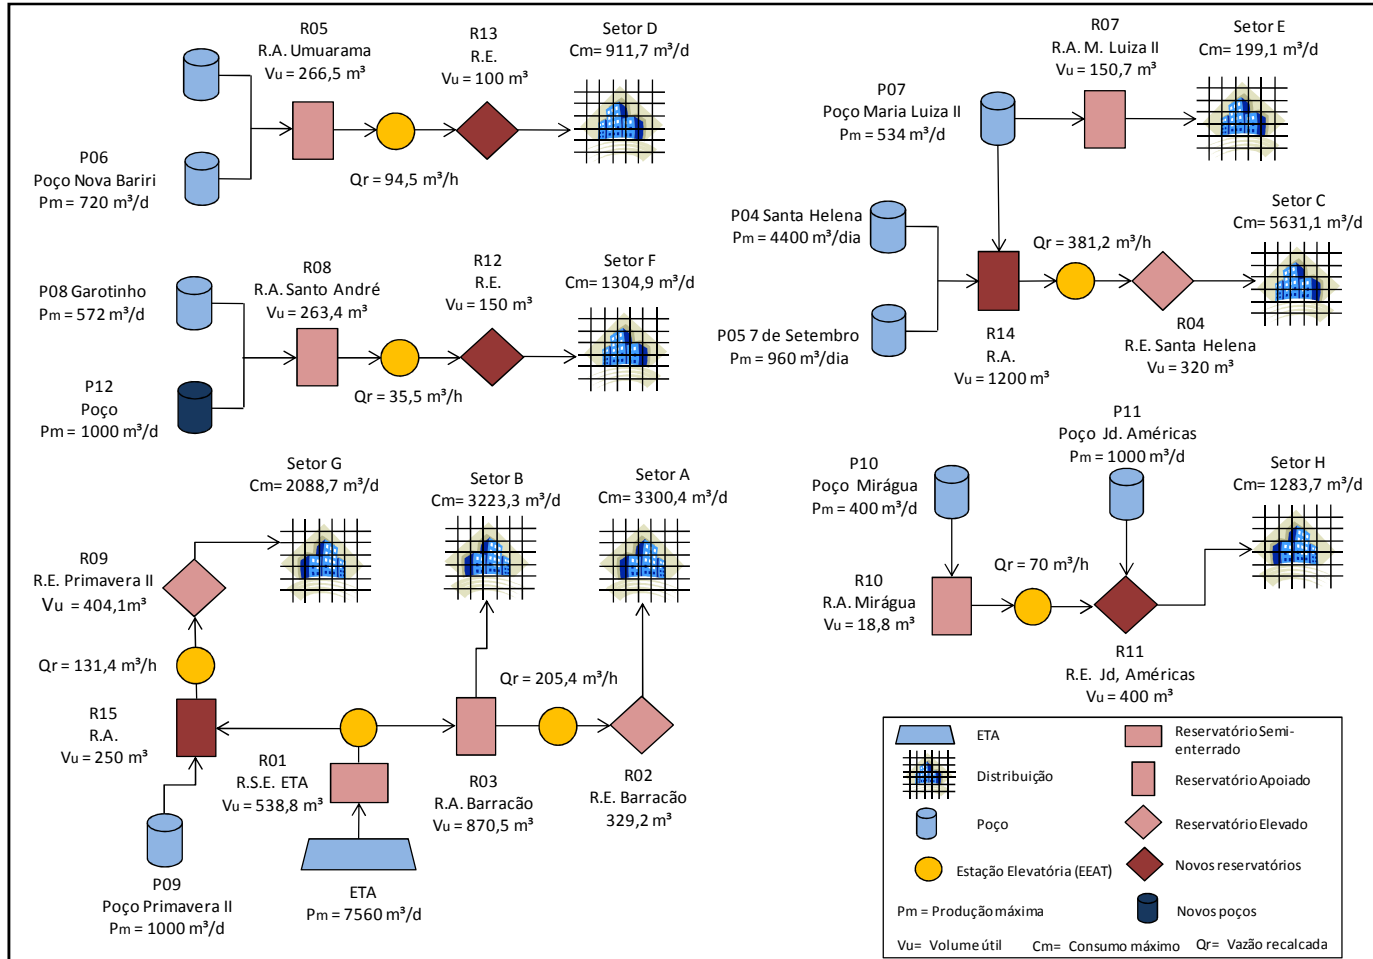 R05
R.A. Umuarama
Vu = 266,5 m³
R13
R.E.
Vu = 100 m³
Setor D
Cm= 911,7 m³/d
P06
Poço Nova Bariri
Pm = 720 m³/d
Qr = 94,5 m³/h
P08 Garotinho
Pm = 572 m³/d
R08
R.A. Santo André
Vu = 263,4 m³
R12
R.E.
Vu = 150 m³
Setor F
Cm= 1304,9 m³/d
P12
Poço
Pm = 1000 m³/d
Qr = 35,5 m³/h
R07
R.A. M. Luiza II
Vu = 150,7 m³
Setor E
Cm= 199,1 m³/d
P07
Poço Maria Luiza II
Pm = 534 m³/d
P04 Santa Helena
Pm = 4400 m³/dia
Qr = 381,2 m³/h
Setor C
Cm= 5631,1 m³/d
P05 7 de Setembro
Pm = 960 m³/dia
R14
R.A.
Vu = 1200 m³
R04
R.E. Santa Helena
Vu = 320 m³
Setor G
Cm= 2088,7 m³/d
Setor B
Cm= 3223,3 m³/d
Setor A
Cm= 3300,4 m³/d
R09
R.E. Primavera II
Vu = 404,1m³
Qr = 131,4 m³/h
Qr = 205,4 m³/h
R15
R.A.
Vu = 250 m³
R01
R.S.E. ETA
Vu = 538,8 m³
R03
R.A. Barracão
Vu = 870,5 m³
R02
R.E. Barracão
329,2 m³
P09
Poço Primavera II
Pm = 1000 m³/d
ETA
Pm = 7560 m³/d
P11
Poço Jd. Américas
Pm = 1000 m³/d
P10
Poço Mirágua
Pm = 400 m³/d
Setor H
Cm= 1283,7 m³/d
Qr = 70 m³/h
R10
R.A. Mirágua
Vu = 18,8 m³
R11
R.E. Jd, Américas
Vu = 400 m³
ETA
Reservatório Semi-
enterrado
Distribuição
Reservatório Apoiado
Poço
Reservatório Elevado
Estação Elevatória (EEAT)
Novos reservatórios
Pm = Produção máxima
Novos poços
Vu= Volume útil
Cm= Consumo máximo
Qr= Vazão recalcada